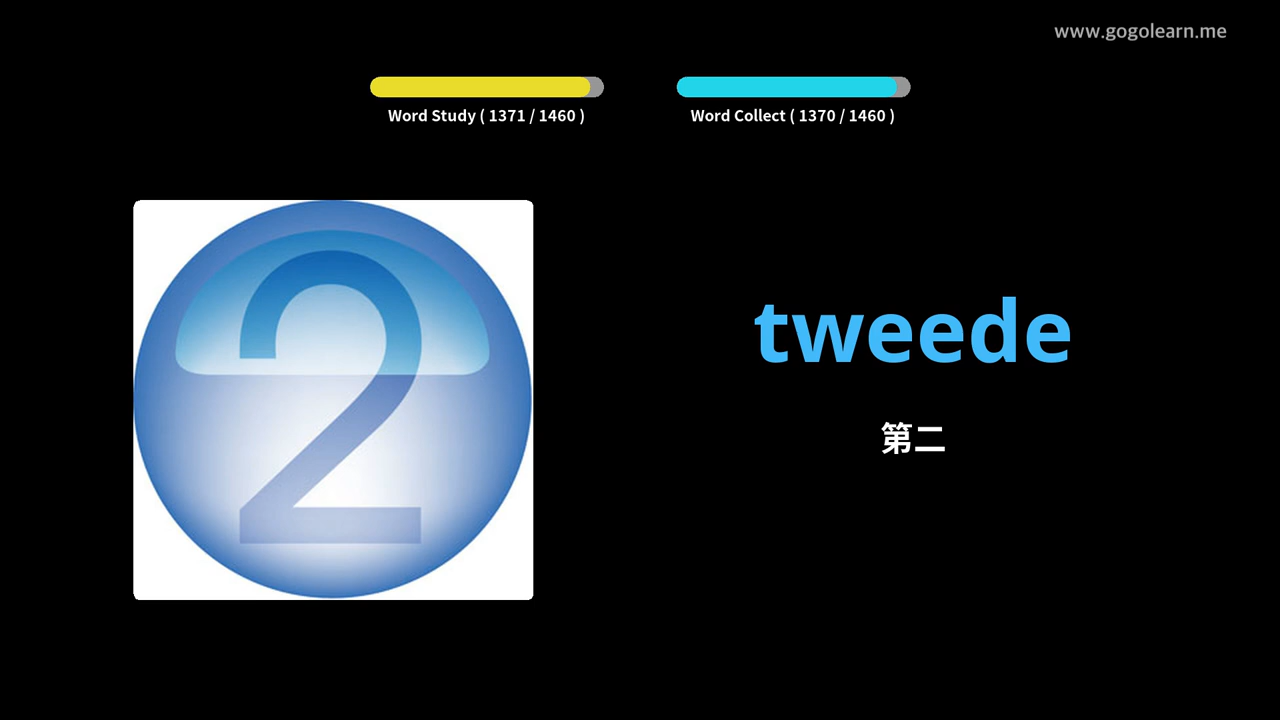 www.gogolearn.me
Word Study ( 1371 / 1460 )
Word Collect ( 1370 / 1460 )
2
tweede
第二